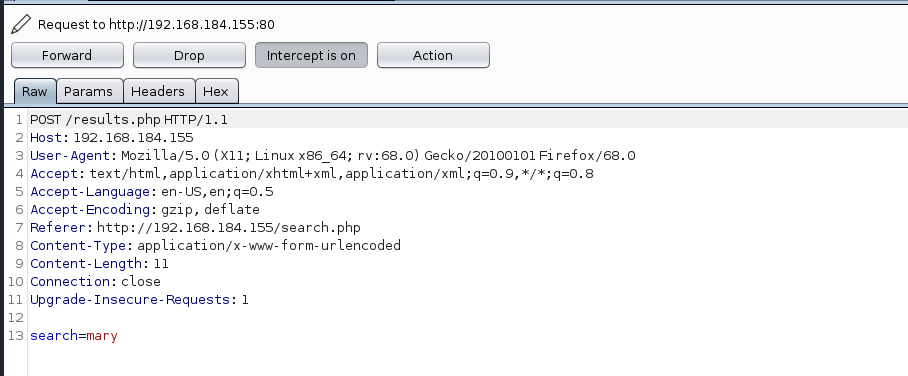 Request to http://192.168.184.155:80
Forward Drop Intercept is on Action
Raw Params Headers Hex
1 POST /results.php HTTP/1.1
2 Host: 192.168.184.155
3 User-Agent: Mozilla/5.0 (X11; Linux x86_64; rv:68.0) Gecko/20100101 Firefox/68.0
4 Accept: text/html,application/xhtml+xml,application/xml;q=0.9,*/*;q=0.8
5 Accept-Language: en-US,en;q=0.5
6 Accept-Encoding: gzip, deflate
7 Referer: http://192.168.184.155/search.php
8 Content-Type: application/x-www-form-urlencoded
9 Content-Length: 11
10 Connection: close
11 Upgrade-Insecure-Requests: 1
12
13 search=mary